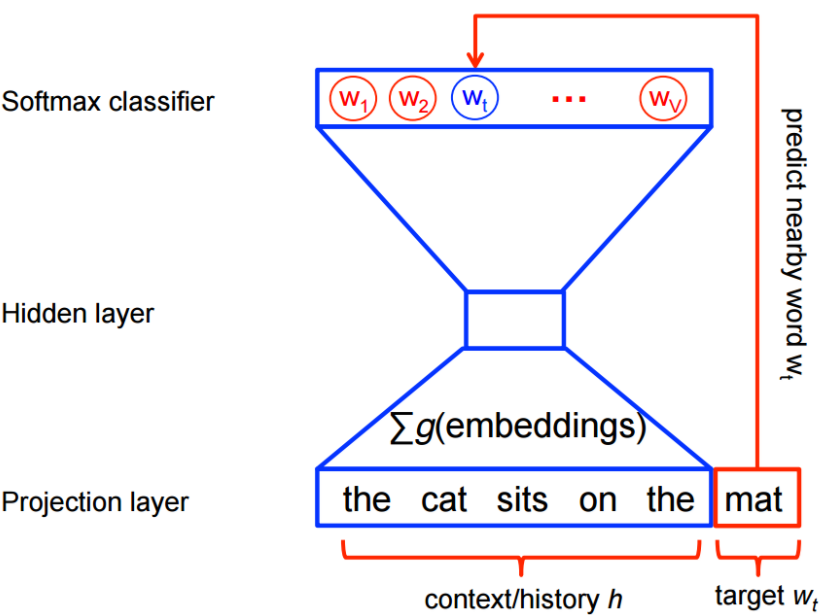 Softmax classifier
w1 w2 wt ... wV
predict nearby word wt
Hidden layer
∑g(embeddings)
Projection layer
the cat sits on the mat
context/history h
target wt